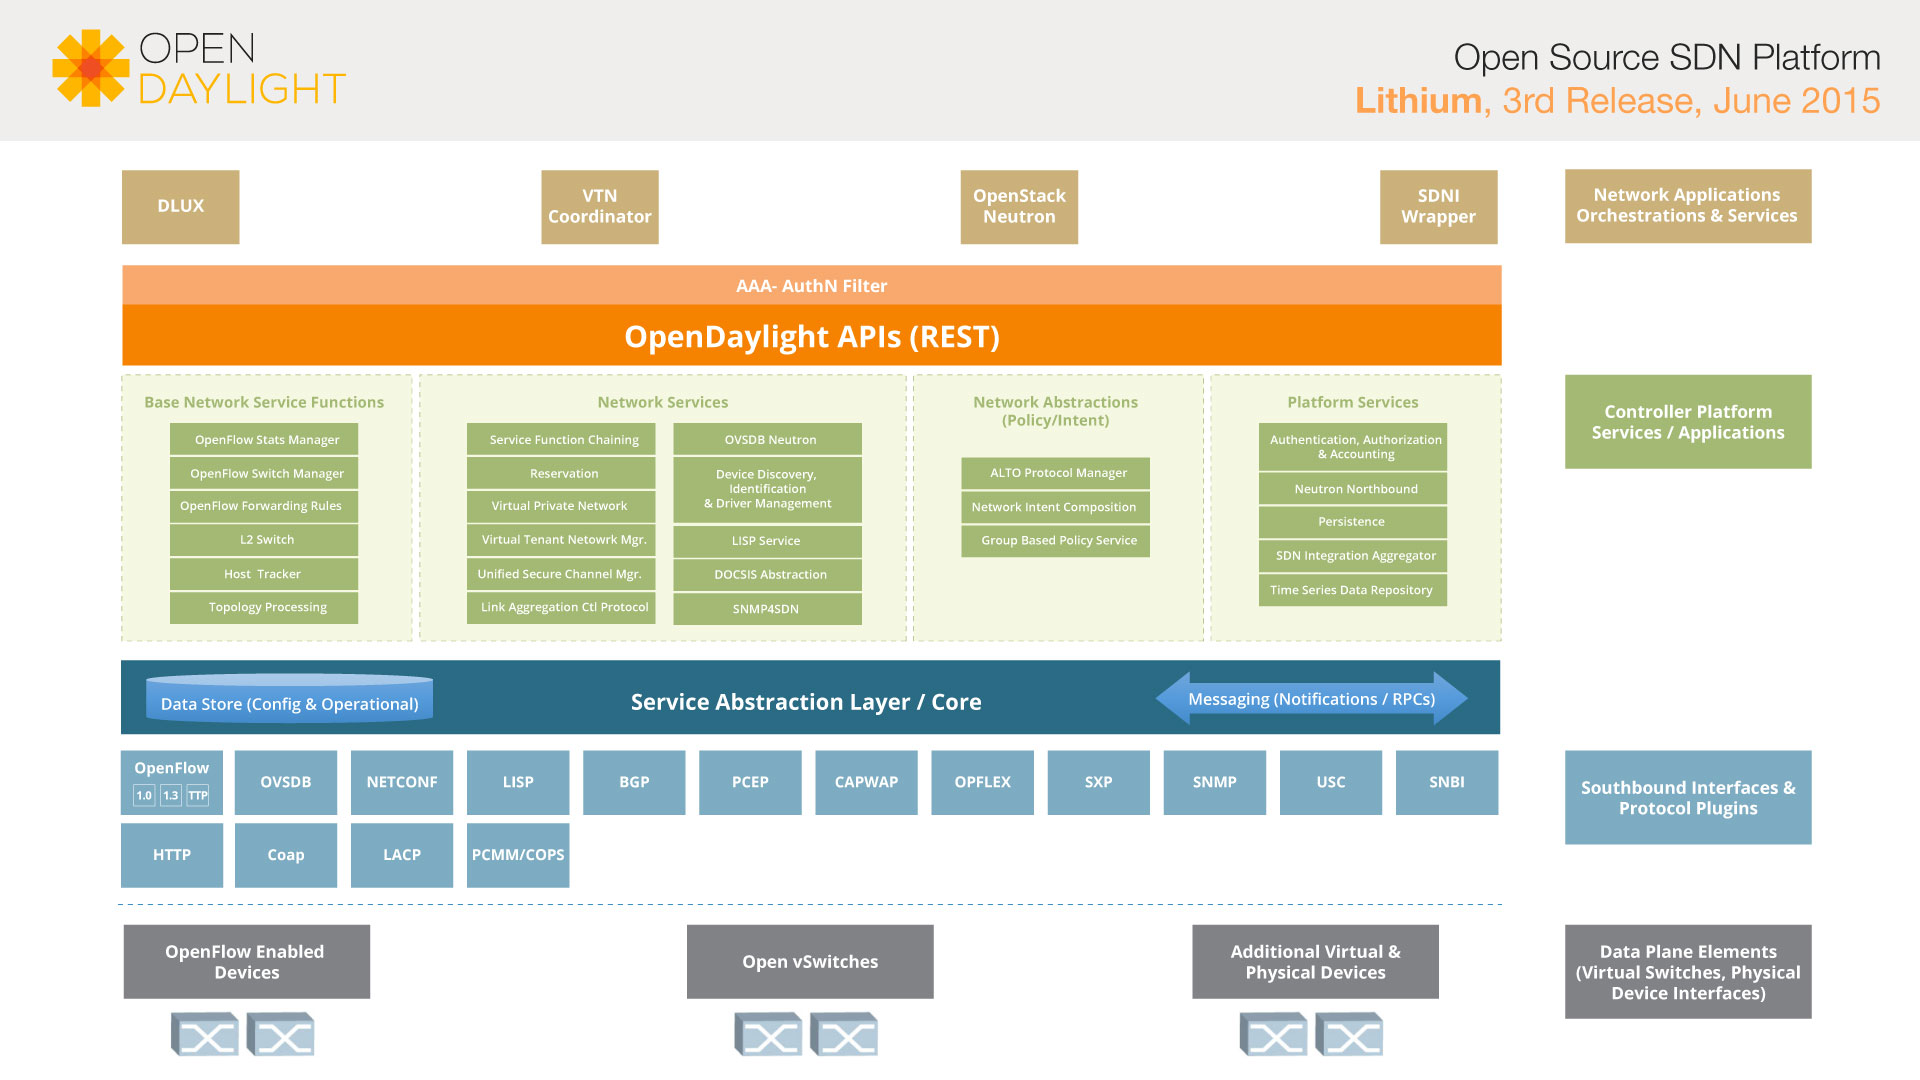 OPEN
DAYLIGHT
Open Source SDN Platform
Lithium, 3rd Release, June 2015
DLUX
VTN
Coordinator
OpenStack
Neutron
SDNI
Wrapper
Network Applications
Orchestrations & Services
AAA- AuthN Filter
OpenDaylight APIs (REST)
Base Network Service Functions
OpenFlow Stats Manager
OpenFlow Switch Manager
OpenFlow Forwarding Rules
L2 Switch
Host Tracker
Topology Processing
Network Services
Service Function Chaining
Reservation
Virtual Private Network
Virtual Tenant Netowrk Mgr.
Unified Secure Channel Mgr.
Link Aggregation Ctl Protocol
OVSDB Neutron
Device Discovery,
Identification
& Driver Management
LISP Service
DOCSIS Abstraction
SNMP4SDN
Network Abstractions
(Policy/Intent)
ALTO Protocol Manager
Network Intent Composition
Group Based Policy Service
Platform Services
Authentication, Authorization
& Accounting
Neutron Northbound
Persistence
SDN Integration Aggregator
Time Series Data Repository
Controller Platform
Services / Applications
Data Store (Config & Operational)
Service Abstraction Layer / Core
Messaging (Notifications / RPCs)
OpenFlow
1.0 1.3 TTP
OVSDB
NETCONF
LISP
BGP
PCEP
CAPWAP
OPFLEX
SXP
SNMP
USC
SNBI
HTTP
Coap
LACP
PCMM/COPS
Southbound Interfaces &
Protocol Plugins
OpenFlow Enabled
Devices
Open vSwitches
Additional Virtual &
Physical Devices
Data Plane Elements
(Virtual Switches, Physical
Device Interfaces)